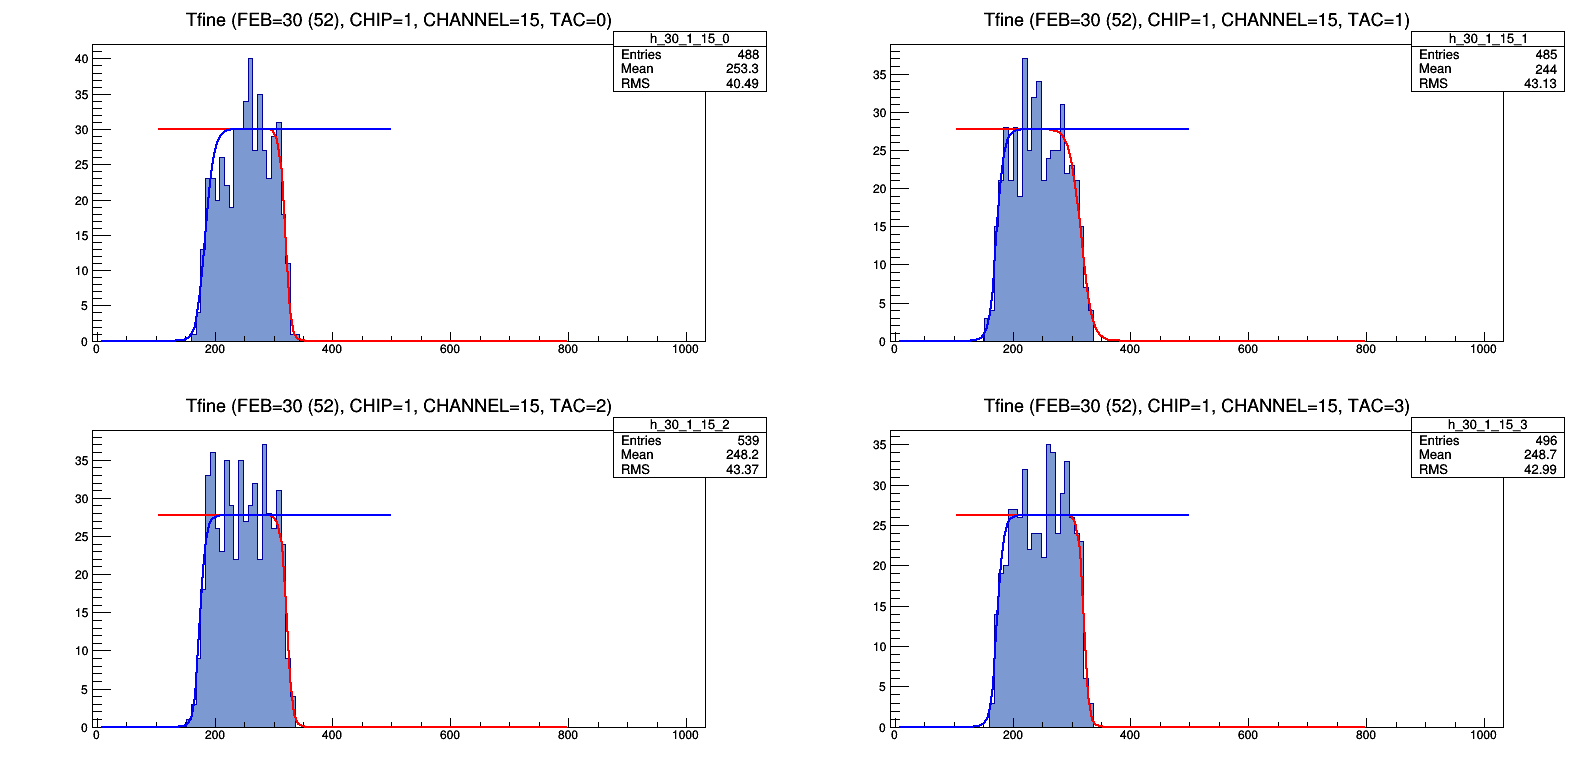 Tfine (FEB=30 (52), CHIP=1, CHANNEL=15, TAC=0)
h_30_1_15_0
Entries 488
Mean 253.3
RMS 40.49
40
35
30
25
20
15
10
5
0
0 200 400 600 800 1000
Tfine (FEB=30 (52), CHIP=1, CHANNEL=15, TAC=1)
h_30_1_15_1
Entries 485
Mean 244
RMS 43.13
35
30
25
20
15
10
5
0
0 200 400 600 800 1000
Tfine (FEB=30 (52), CHIP=1, CHANNEL=15, TAC=2)
h_30_1_15_2
Entries 539
Mean 248.2
RMS 43.37
35
30
25
20
15
10
5
0
0 200 400 600 800 1000
Tfine (FEB=30 (52), CHIP=1, CHANNEL=15, TAC=3)
h_30_1_15_3
Entries 496
Mean 248.7
RMS 42.99
35
30
25
20
15
10
5
0
0 200 400 600 800 1000